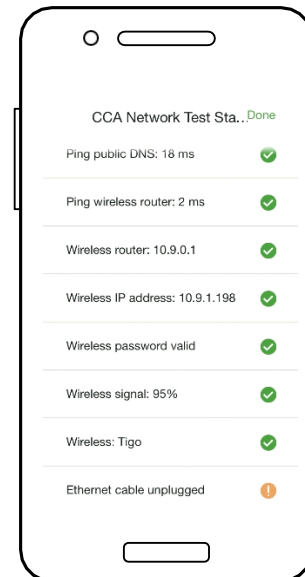 CCA Network Test Sta... Done
Ping public DNS: 18 ms
Ping wireless router: 2 ms
Wireless router: 10.9.0.1
Wireless IP address: 10.9.1.198
Wireless password valid
Wireless signal: 95%
Wireless: Tigo
Ethernet cable unplugged